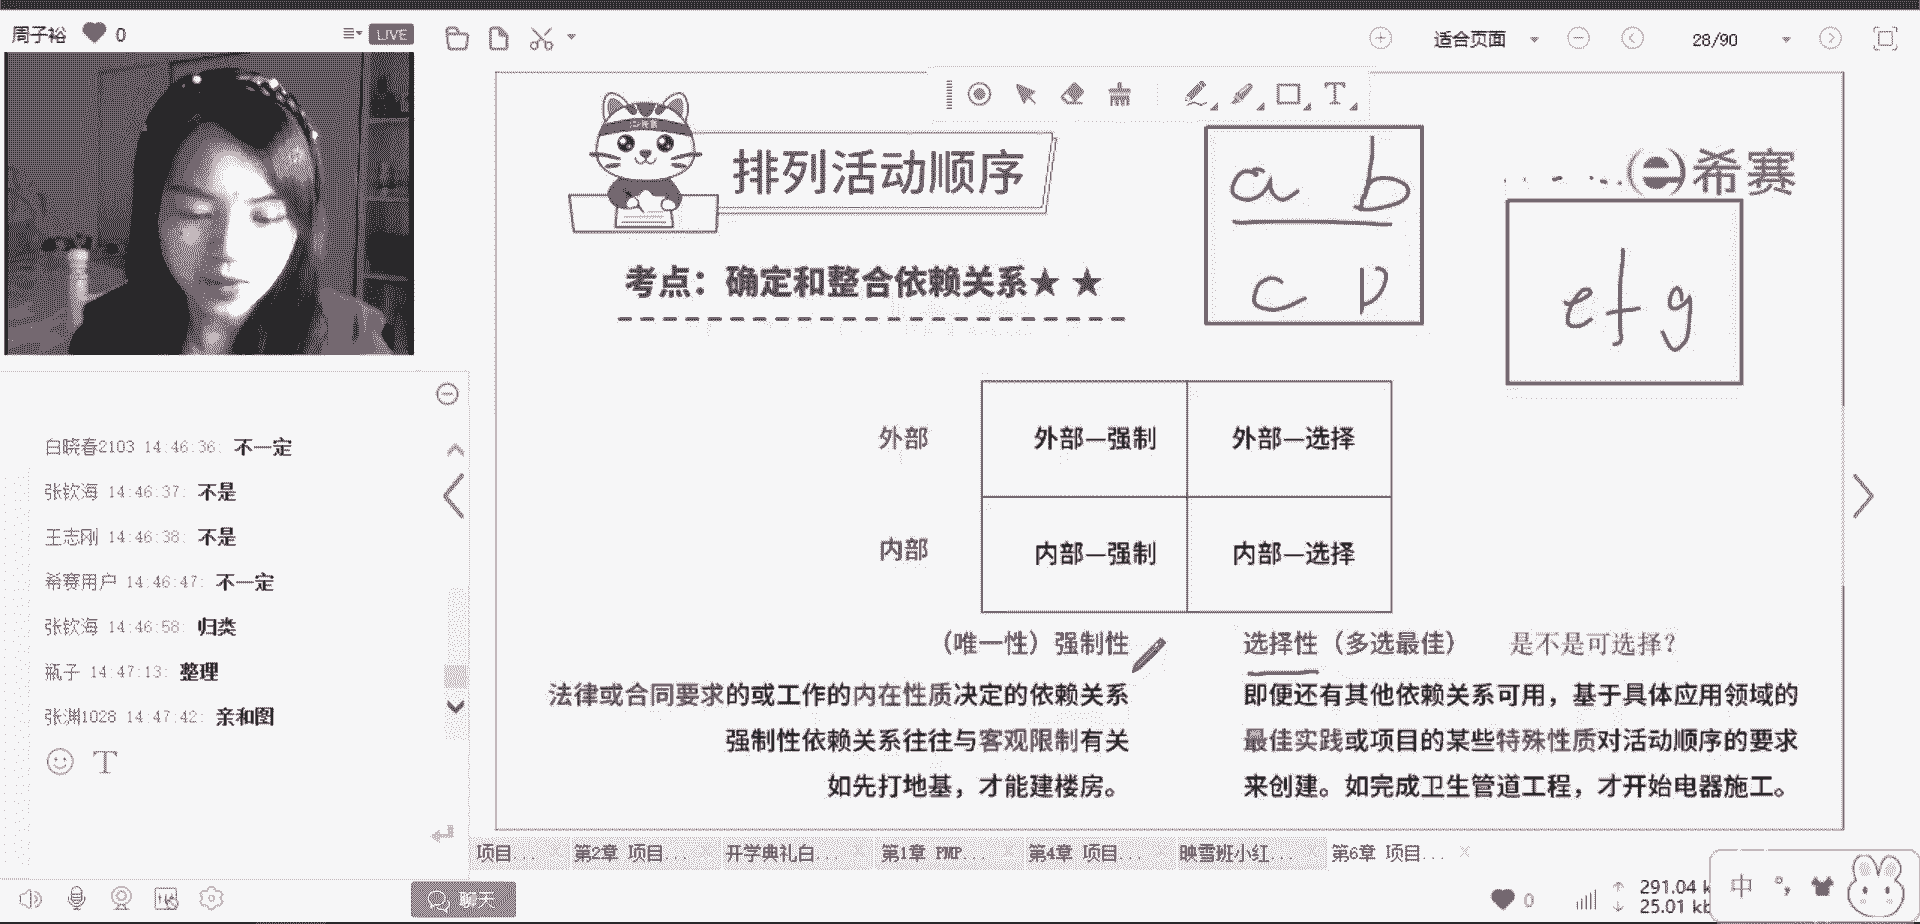 周子裕 0 LIVE
适合页面 28/90
排列活动顺序
希赛
a b
c D
e f g
考点：确定和整合依赖关系★ ★
外部 外部—强制 外部—选择
内部 内部—强制 内部—选择
（唯一性）强制性
法律或合同要求的或工作的内在性质决定的依赖关系
强制性依赖关系往往与客观限制有关
如先打地基，才能建楼房。
选择性（多选最佳） 是不是可选择？
即便还有其他依赖关系可用，基于具体应用领域的
最佳实践或项目的某些特殊性质对活动顺序的要求
来创建。如完成卫生管道工程，才开始电器施工。
白晓春2103 14:46:36: 不一定
张钦海 14:46:37: 不是
王志刚 14:46:38: 不是
希赛用户 14:46:47: 不一定
张钦海 14:46:58: 归类
瓶子 14:47:13: 整理
张渊1028 14:47:42: 亲和图
项目... 第2章 项目... 开学典礼白... 第1章 PMP... 第4章 项目... 映雪班小红... 第6章 项目...
聊天
0
291.04 k
25.01 kb
中